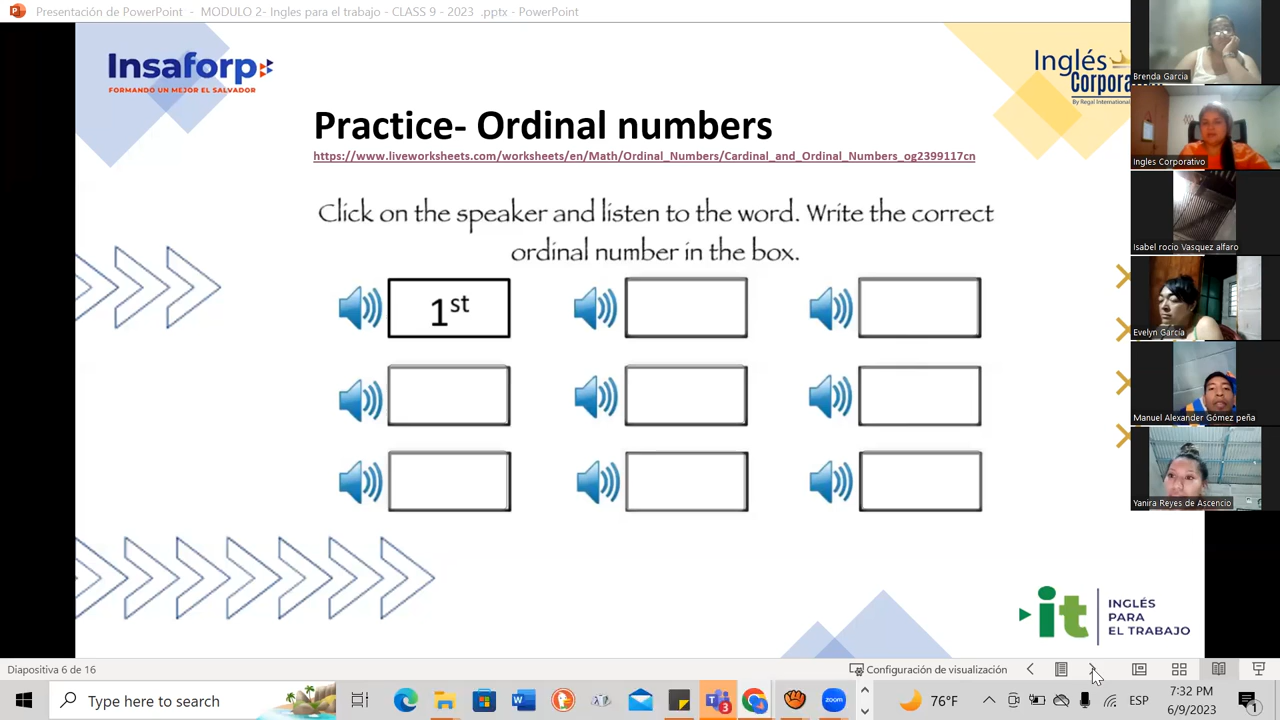 Presentación de PowerPoint - MODULO 2- Ingles para el trabajo - CLASS 9 - 2023 .pptx - PowerPoint
Insaforp
FORMANDO UN MEJOR EL SALVADOR
Inglés
Corporativ
By Regal International
Practice- Ordinal numbers
https://www.liveworksheets.com/worksheets/en/Math/Ordinal_Numbers/Cardinal_and_Ordinal_Numbers_og2399117cn
Click on the speaker and listen to the word. Write the correct
ordinal number in the box.
1st
Brenda Garcia
Ingles Corporativo
Isabel rocio Vasquez alfaro
Evelyn García
Manuel Alexander Gómez peña
Yanira Reyes de Ascencio
it
INGLÉS
PARA
EL TRABAJO
Diapositiva 6 de 16
Configuración de visualización
Type here to search
3
zoom
76°F
ESP
7:32 PM
6/9/2023
1